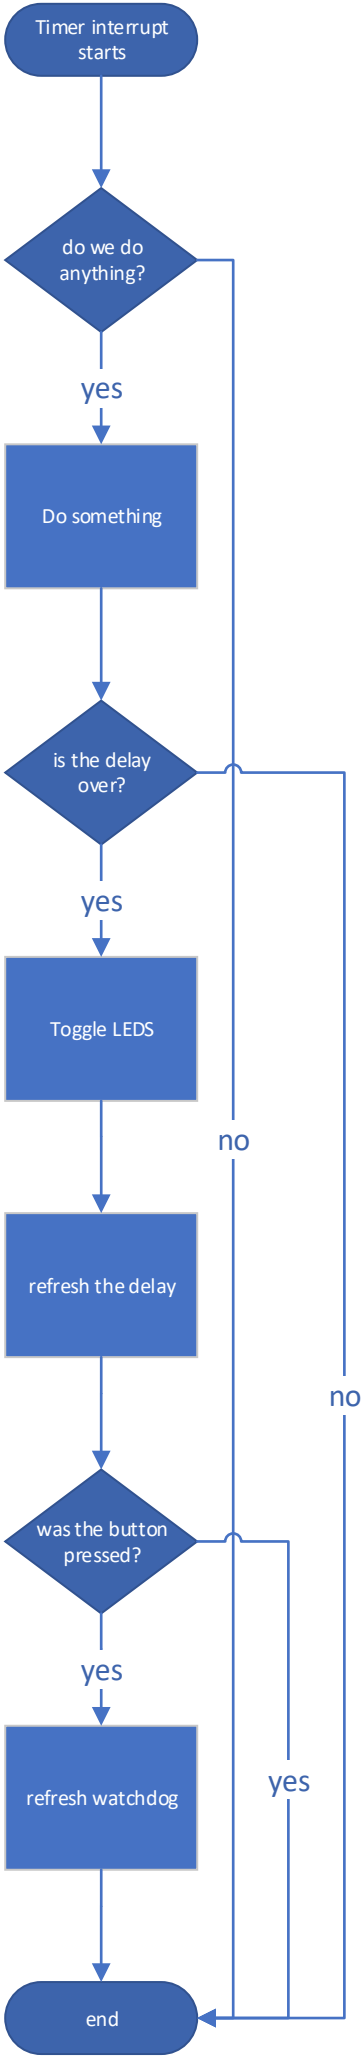 Timer interrupt
starts
do we do
anything?
yes
Do something
is the delay
over?
yes
Toggle LEDS
no
refresh the delay
no
was the button
pressed?
yes
yes
refresh watchdog
end